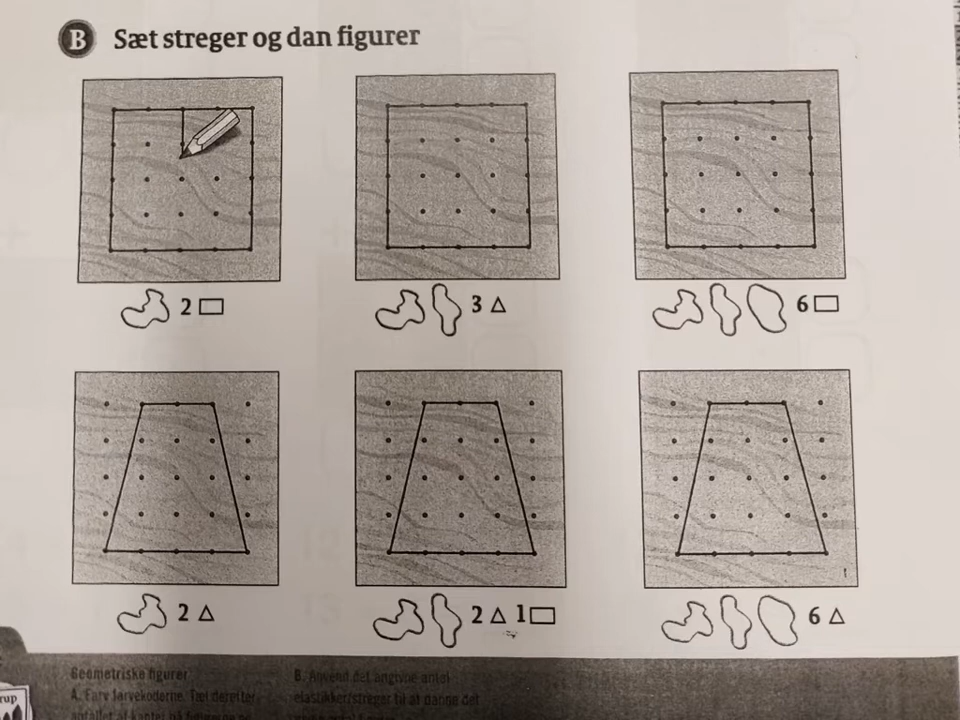 B Sæt streger og dan figurer
2
3
6
2
2 1
6
Geometriske figurer
A. Farv farvekoderne. Tæl derefter
B. Anvend det angivne antal
elastikker/streger til at danne det
rup